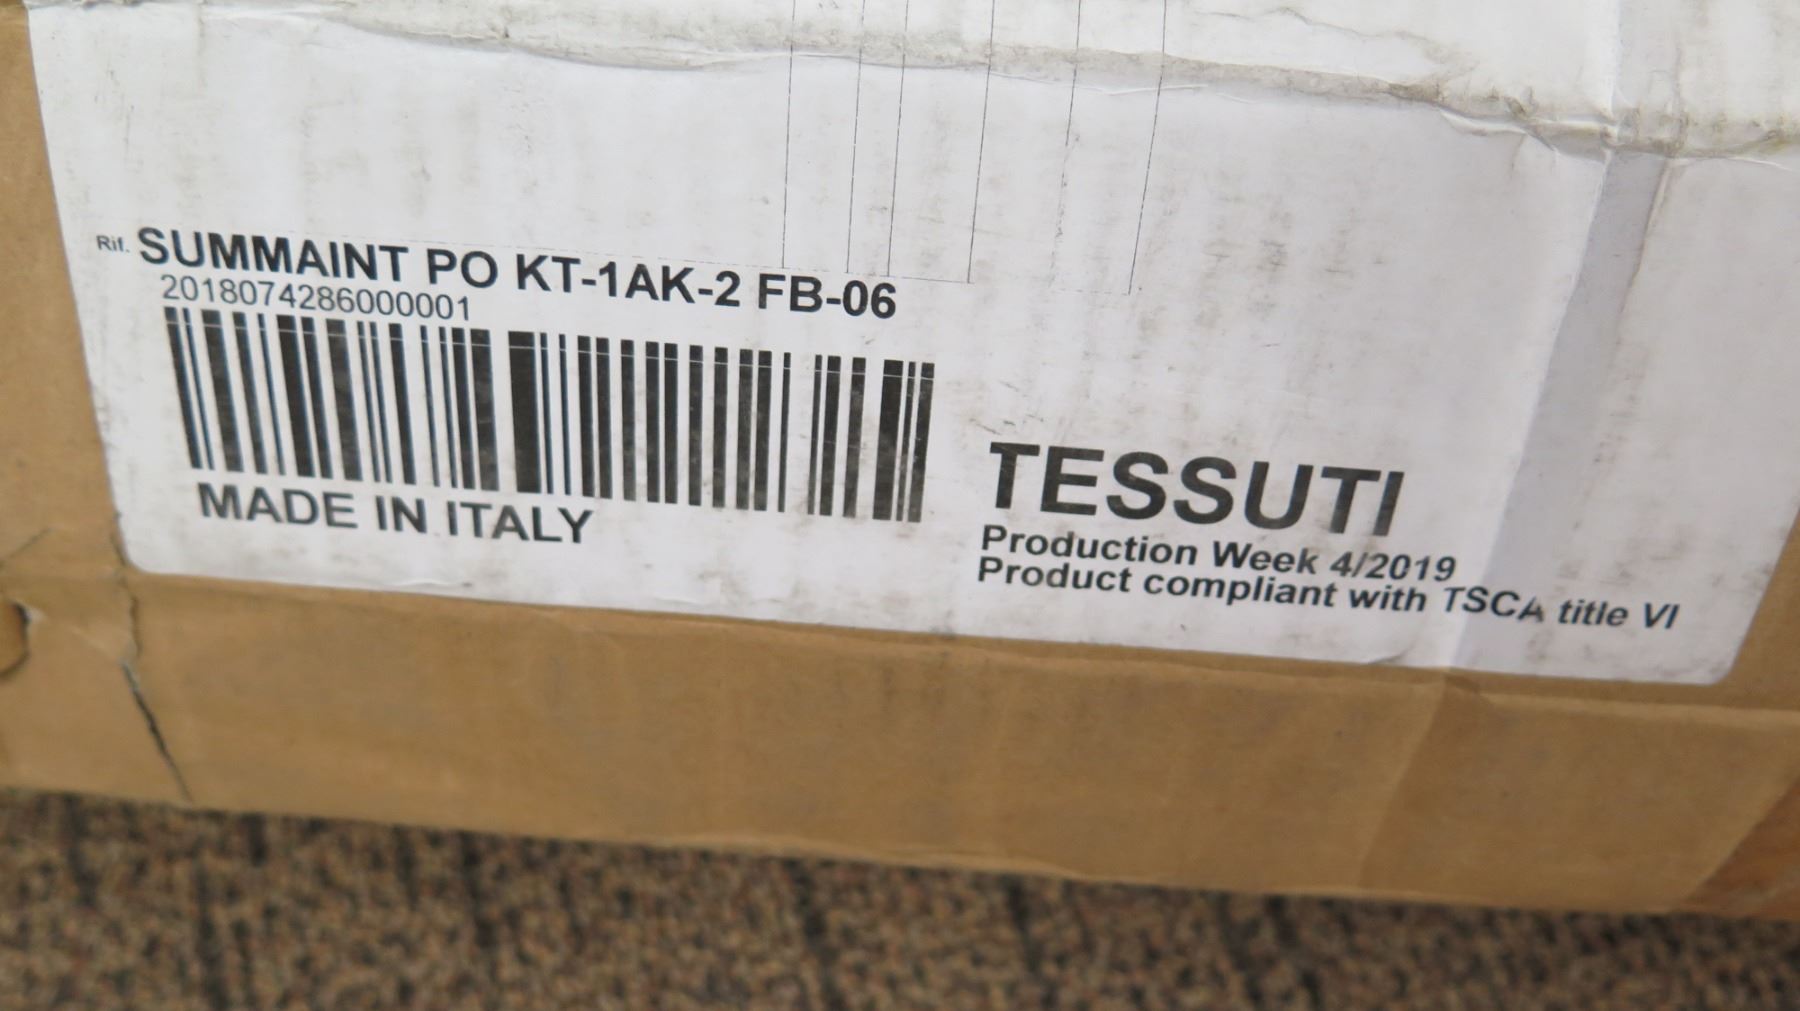 Rif. SUMMAINT PO KT-1AK-2 FB-06
2018074286000001
MADE IN ITALY
TESSUTI
Production Week 4/2019
Product compliant with TSCA title VI